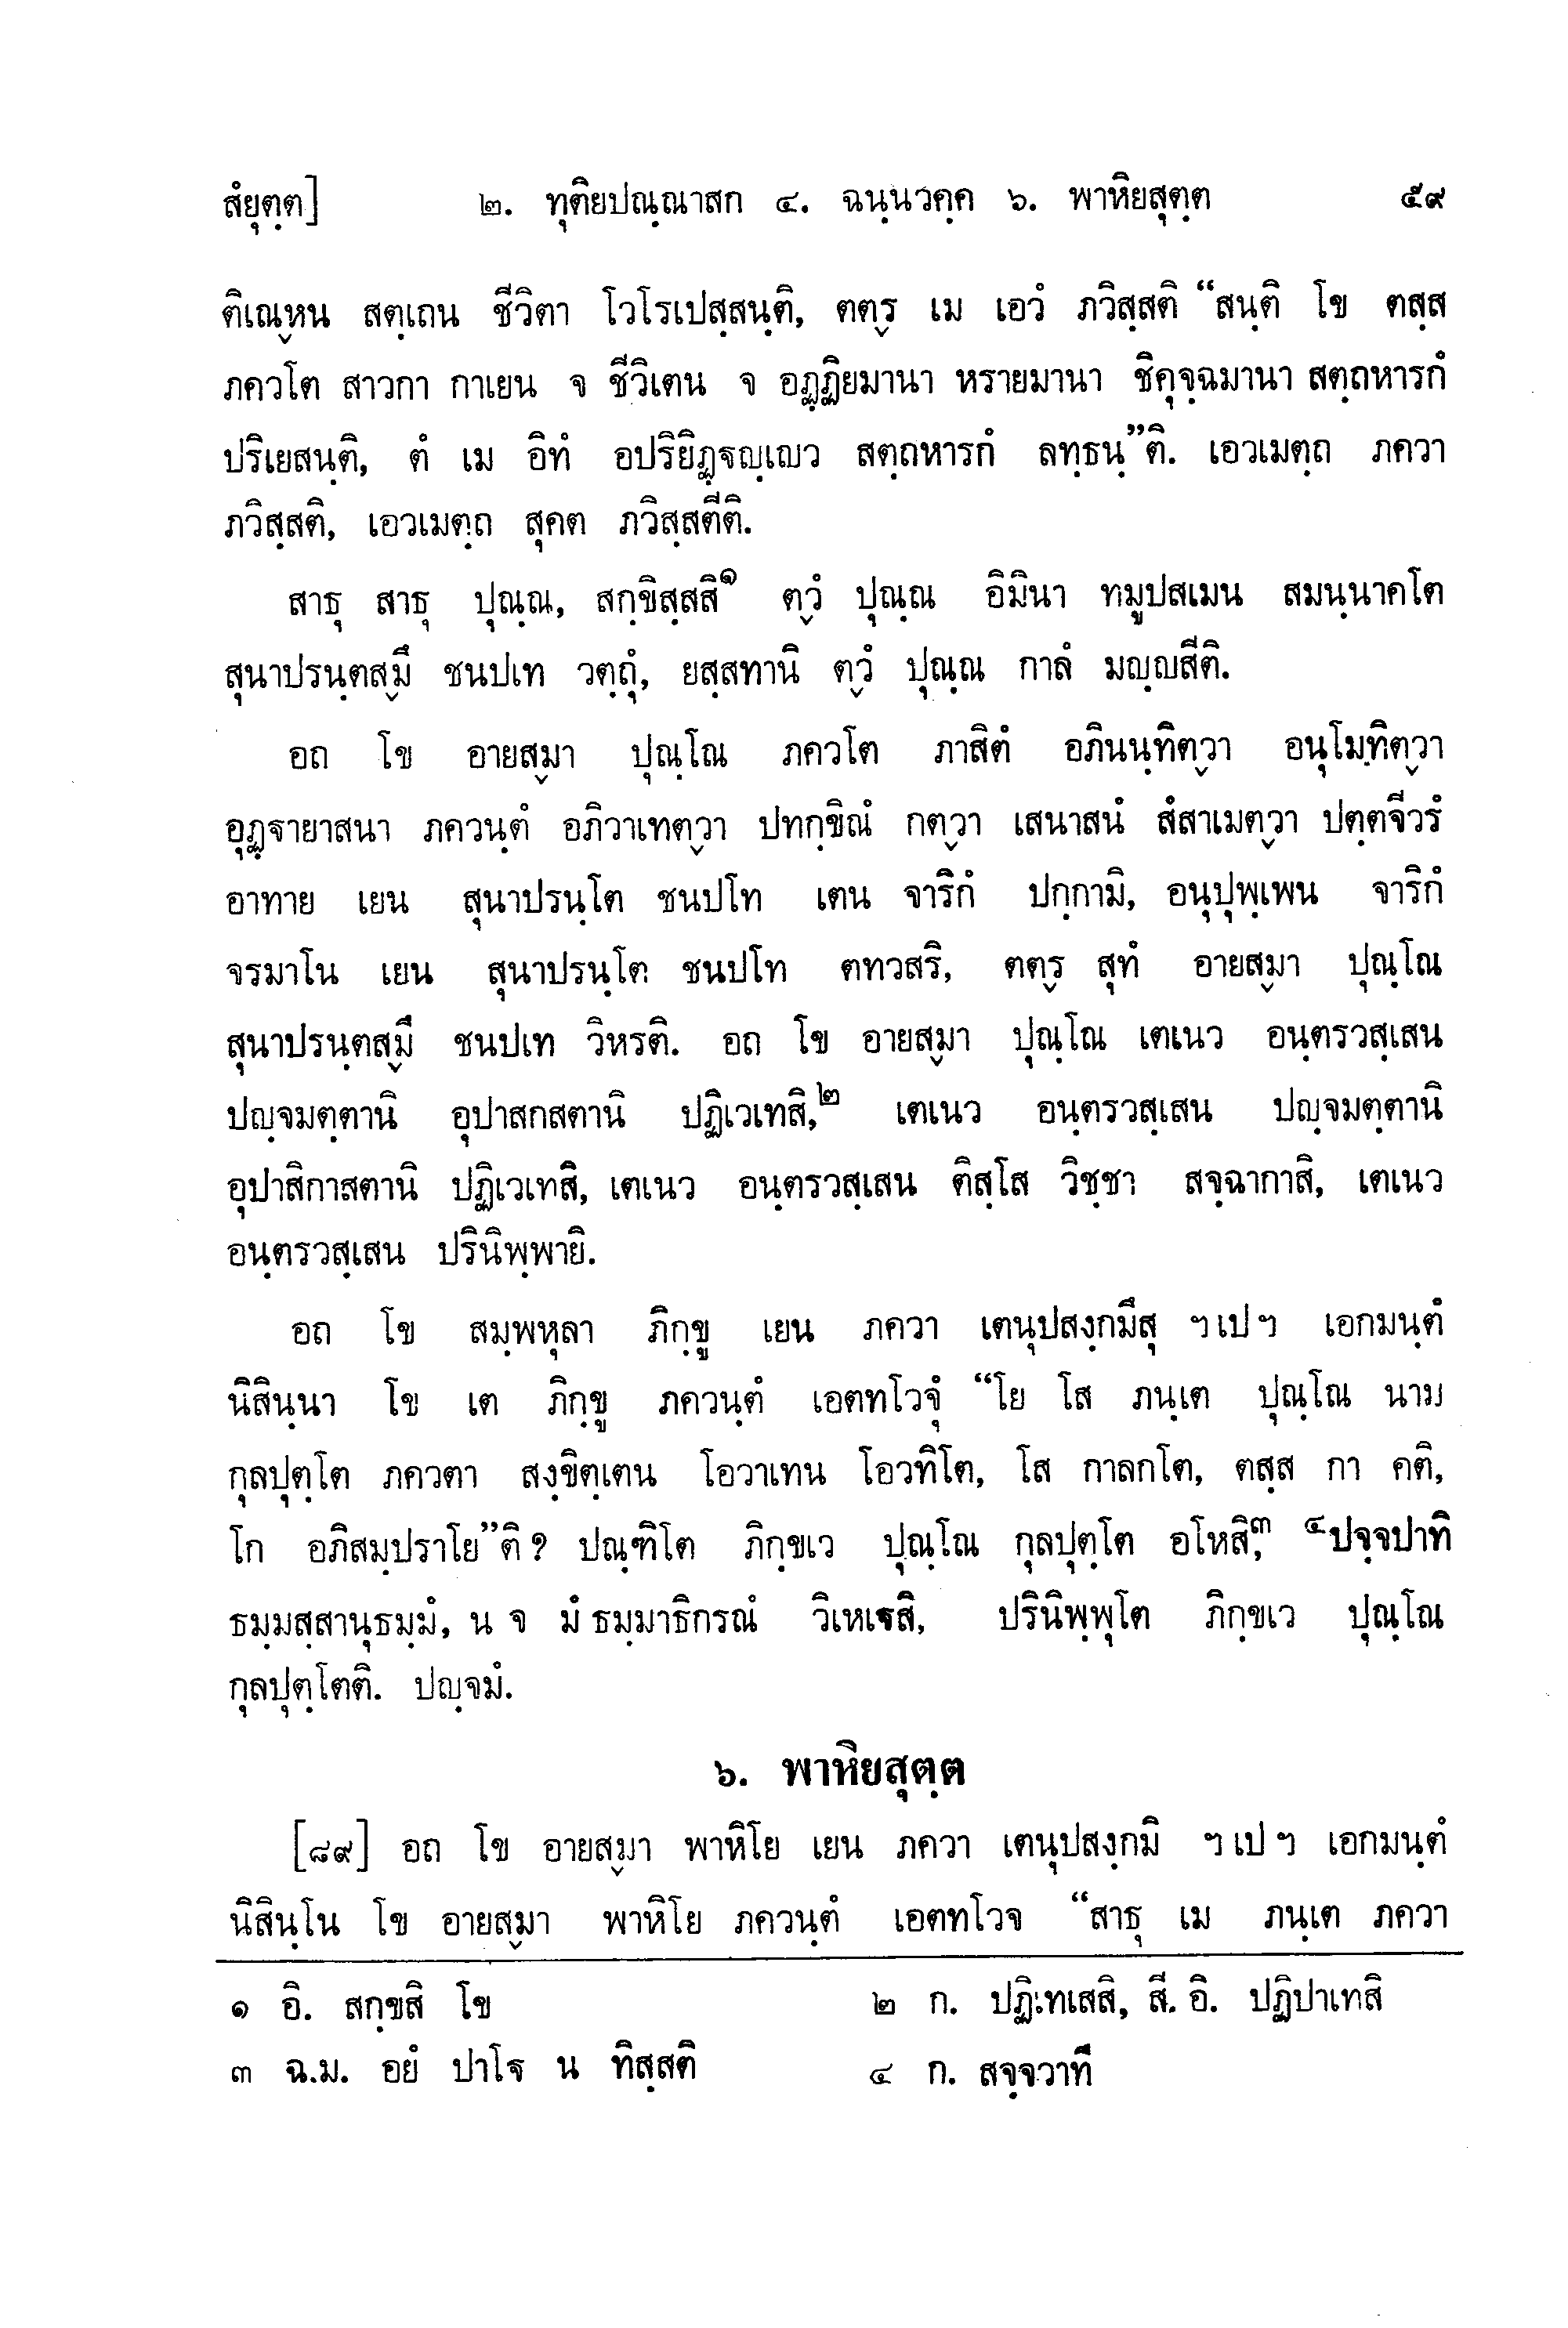 สํยุตฺต] ๒. ทุติยปณฺณาสก ๔. ฉนฺนวคฺค ๖. พาหิยสุตฺต ๕๙
ติเณฺหน สตฺเถน ชีวิตา โวโรเปสฺสนฺติ, ตตฺร เม เอวํ ภวิสฺสติ “สนฺติ โข ตสฺส
ภควโต สาวกา กาเยน จ ชีวิเตน จ อฏฺฏิยมานา หรายมานา ชิคุจฺฉมานา สตฺถหารกํ
ปริเยสนฺติ, ตํ เม อิทํ อปริยิฏฺฐญฺเญว สตฺถหารกํ ลทฺธนฺ”ติ. เอวเมตฺถ ภควา
ภวิสฺสติ, เอวเมตฺถ สุคต ภวิสฺสตีติ.
สาธุ สาธุ ปุณฺณ, สกฺขิสฺสสิ๑ ตฺวํ ปุณฺณ อิมินา ทมูปสเมน สมนฺนาคโต
สุนาปรนฺตสฺมึ ชนปเท วตฺถุํ, ยสฺสทานิ ตฺวํ ปุณฺณ กาลํ มญฺญสีติ.
อถ โข อายสฺมา ปุณฺโณ ภควโต ภาสิตํ อภินนฺทิตฺวา อนุโมทิตฺวา
อุฏฺฐายาสนา ภควนฺตํ อภิวาเทตฺวา ปทกฺขิณํ กตฺวา เสนาสนํ สํสาเมตฺวา ปตฺตจีวรํ
อาทาย เยน สุนาปรนฺโต ชนปโท เตน จาริกํ ปกฺกามิ, อนุปุพฺเพน จาริกํ
จรมาโน เยน สุนาปรนฺโต ชนปโท ตทวสริ, ตตฺร สุทํ อายสฺมา ปุณฺโณ
สุนาปรนฺตสฺมึ ชนปเท วิหรติ. อถ โข อายสฺมา ปุณฺโณ เตเนว อนฺตรวสฺเสน
ปญฺจมตฺตานิ อุปาสกสตานิ ปฏิเวเทสิ,๒ เตเนว อนฺตรวสฺเสน ปญฺจมตฺตานิ
อุปาสิกาสตานิ ปฏิเวเทสิ, เตเนว อนฺตรวสฺเสน ติสฺโส วิชฺชา สจฺฉากาสิ, เตเนว
อนฺตรวสฺเสน ปรินิพฺพายิ.
อถ โข สมฺพหุลา ภิกฺขู เยน ภควา เตนุปสงฺกมึสุ ฯเปฯ เอกมนฺตํ
นิสินฺนา โข เต ภิกฺขู ภควนฺตํ เอตทโวจุํ “โย โส ภนฺเต ปุณฺโณ นาม
กุลปุตฺโต ภควตา สงฺขิตฺเตน โอวาเทน โอวทิโต, โส กาลกโต, ตสฺส กา คติ,
โก อภิสมฺปราโย”ติ? ปณฺฑิโต ภิกฺขเว ปุณฺโณ กุลปุตฺโต อโหสิ,๓ ๔ปจฺจปาทิ
ธมฺมสฺสานุธมฺมํ, น จ มํ ธมฺมาธิกรณํ วิเหเรสิ, ปรินิพฺพุโต ภิกฺขเว ปุณฺโณ
กุลปุตฺโตติ. ปญฺจมํ.
๖. พาหิยสุตฺต
[๘๙] อถ โข อายสฺมา พาหิโย เยน ภควา เตนุปสงฺกมิ ฯเปฯ เอกมนฺตํ
นิสินฺโน โข อายสฺมา พาหิโย ภควนฺตํ เอตทโวจ “สาธุ เม ภนฺเต ภควา
๑ อิ. สกฺขสิ โข ๒ ก. ปฏิเทเสสิ, สี. อิ. ปฏิปาเทสิ
๓ ฉ.ม. อยํ ปาโฐ น ทิสฺสติ ๔ ก. สจฺจวาที